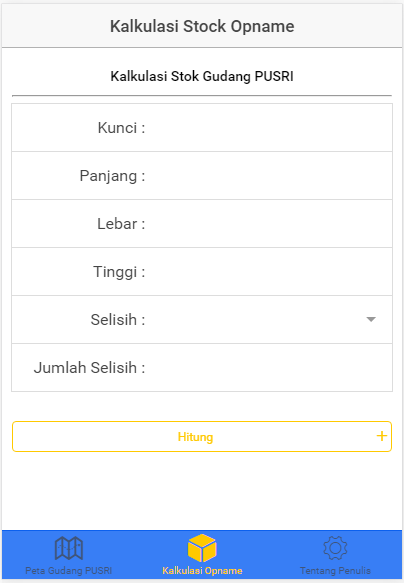 Kalkulasi Stock Opname
Kalkulasi Stok Gudang PUSRI
Kunci :
Panjang :
Lebar :
Tinggi :
Selisih :
Jumlah Selisih :
Hitung +
Peta Gudang PUSRI Kalkulasi Opname Tentang Penulis